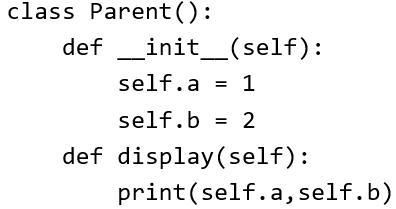 class Parent():
    def __init__(self):
        self.a = 1
        self.b = 2
    def display(self):
        print(self.a,self.b)